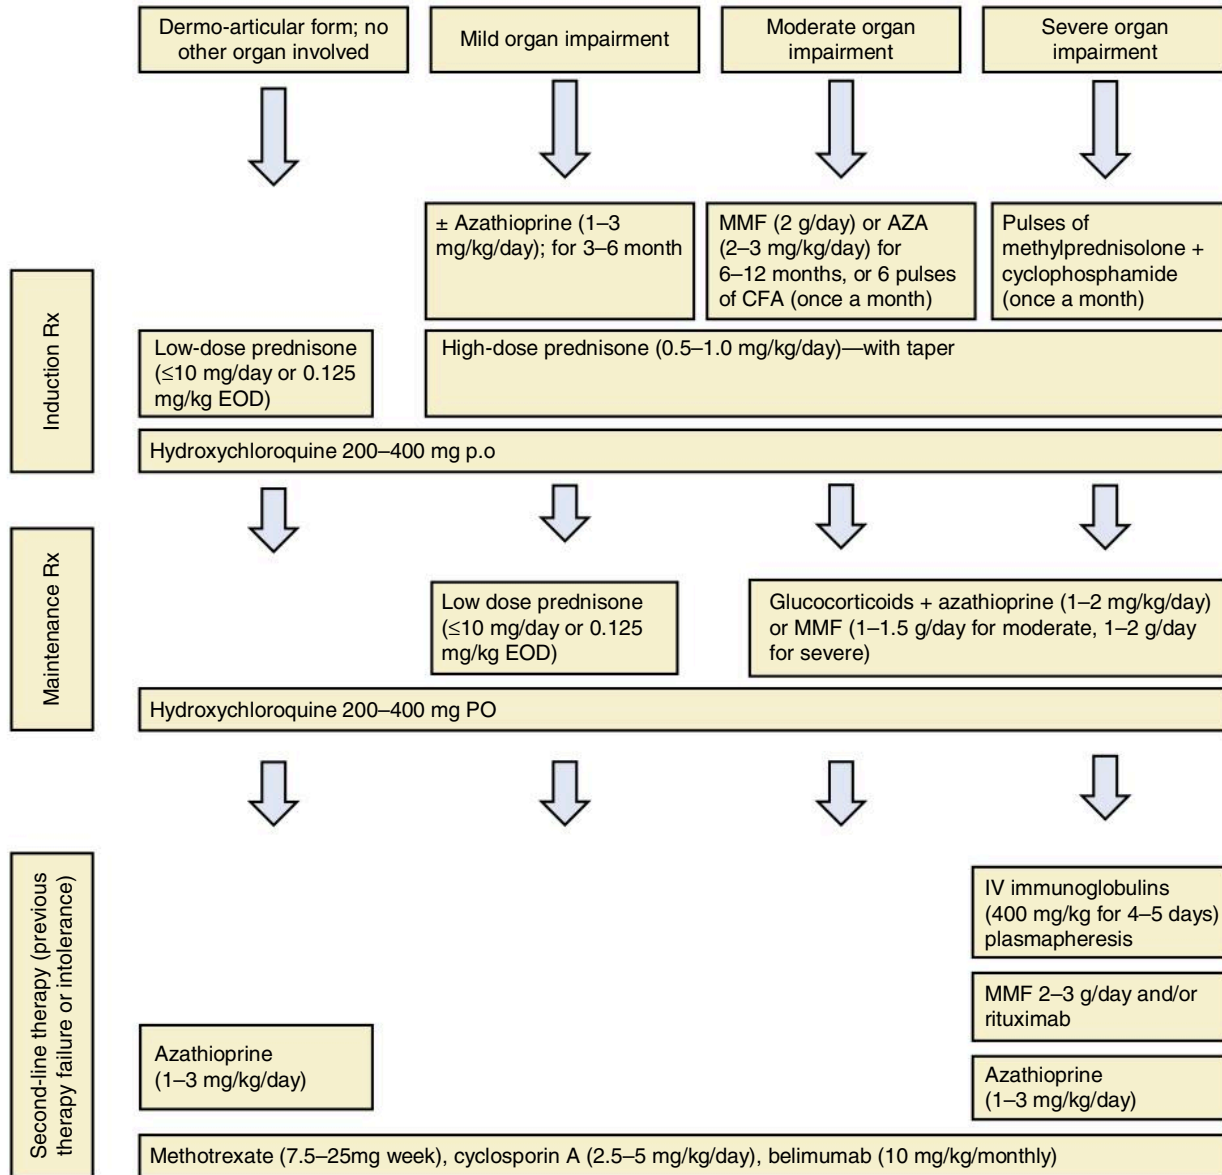 Dermo-articular form; no
other organ involved
Mild organ impairment
Moderate organ
impairment
Severe organ
impairment
Induction Rx
± Azathioprine (1–3
mg/kg/day); for 3–6 month
MMF (2 g/day) or AZA
(2–3 mg/kg/day) for
6–12 months, or 6 pulses
of CFA (once a month)
Pulses of
methylprednisolone +
cyclophosphamide
(once a month)
Low-dose prednisone
(≤10 mg/day or 0.125
mg/kg EOD)
High-dose prednisone (0.5–1.0 mg/kg/day)—with taper
Hydroxychloroquine 200–400 mg p.o
Maintenance Rx
Low dose prednisone
(≤10 mg/day or 0.125
mg/kg EOD)
Glucocorticoids + azathioprine (1–2 mg/kg/day)
or MMF (1–1.5 g/day for moderate, 1–2 g/day
for severe)
Hydroxychloroquine 200–400 mg PO
Second-line therapy (previous
therapy failure or intolerance)
IV immunoglobulins
(400 mg/kg for 4–5 days)
plasmapheresis
MMF 2–3 g/day and/or
rituximab
Azathioprine
(1–3 mg/kg/day)
Azathioprine
(1–3 mg/kg/day)
Methotrexate (7.5–25mg week), cyclosporin A (2.5–5 mg/kg/day), belimumab (10 mg/kg/monthly)